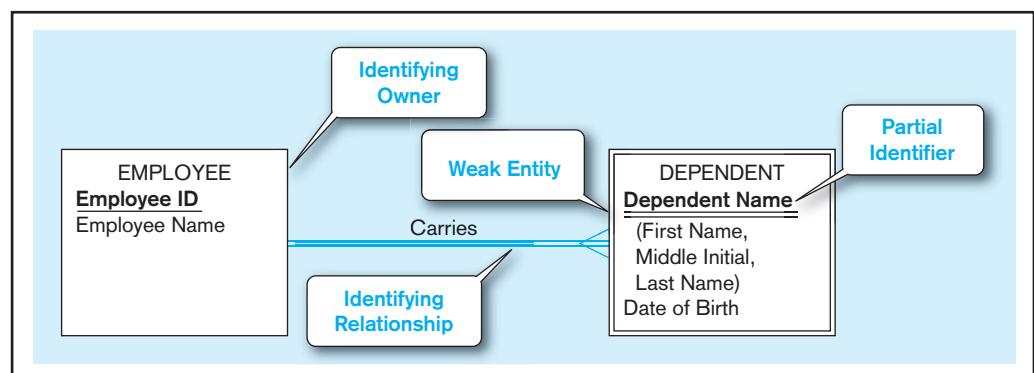 Identifying
Owner
EMPLOYEE
Employee ID
Employee Name
Carries
Identifying
Relationship
Weak Entity
DEPENDENT
Dependent Name
(First Name,
Middle Initial,
Last Name)
Date of Birth
Partial
Identifier